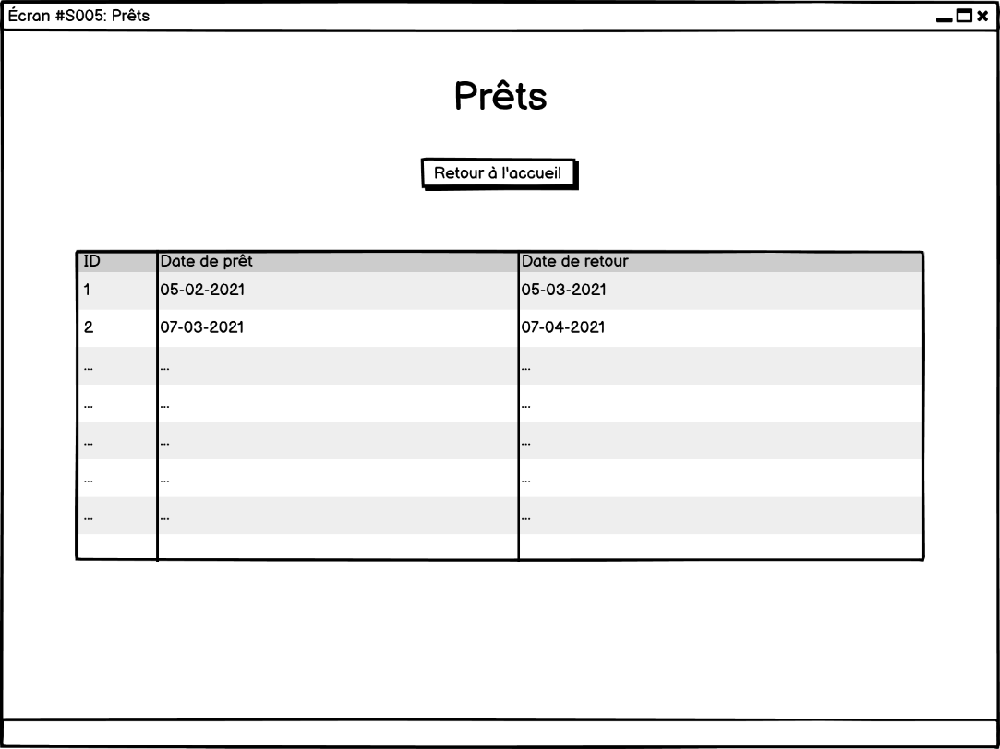 Écran #S005: Prêts
Prêts
Retour à l'accueil
ID Date de prêt Date de retour
1 05-02-2021 05-03-2021
2 07-03-2021 07-04-2021
... ... ...
... ... ...
... ... ...
... ... ...
... ... ...